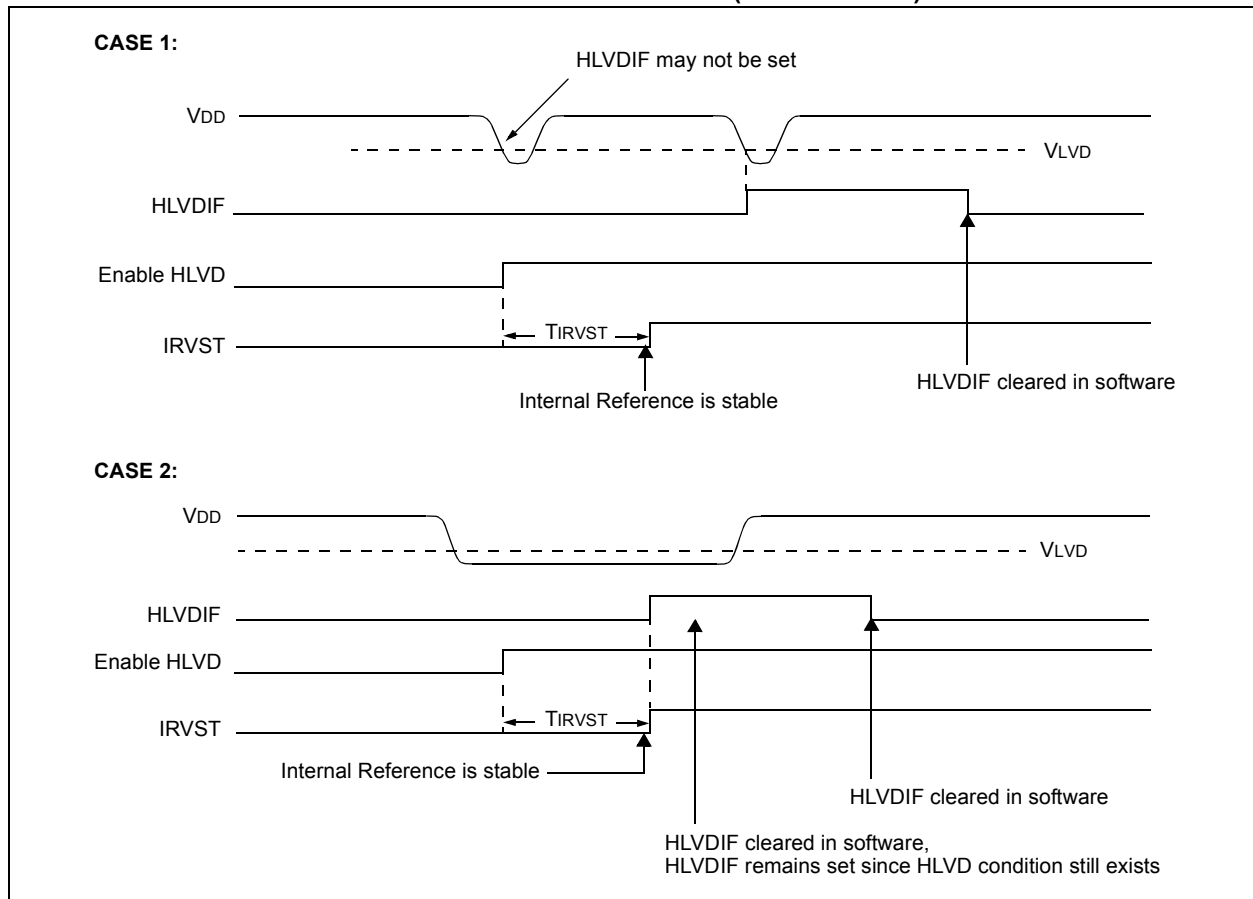 CASE 1:
HLVDIF may not be set
VDD
VLVD
HLVDIF
Enable HLVD
TIRVST
IRVST
HLVDIF cleared in software
Internal Reference is stable
CASE 2:
VDD
VLVD
HLVDIF
Enable HLVD
TIRVST
IRVST
Internal Reference is stable
HLVDIF cleared in software
HLVDIF cleared in software,
HLVDIF remains set since HLVD condition still exists